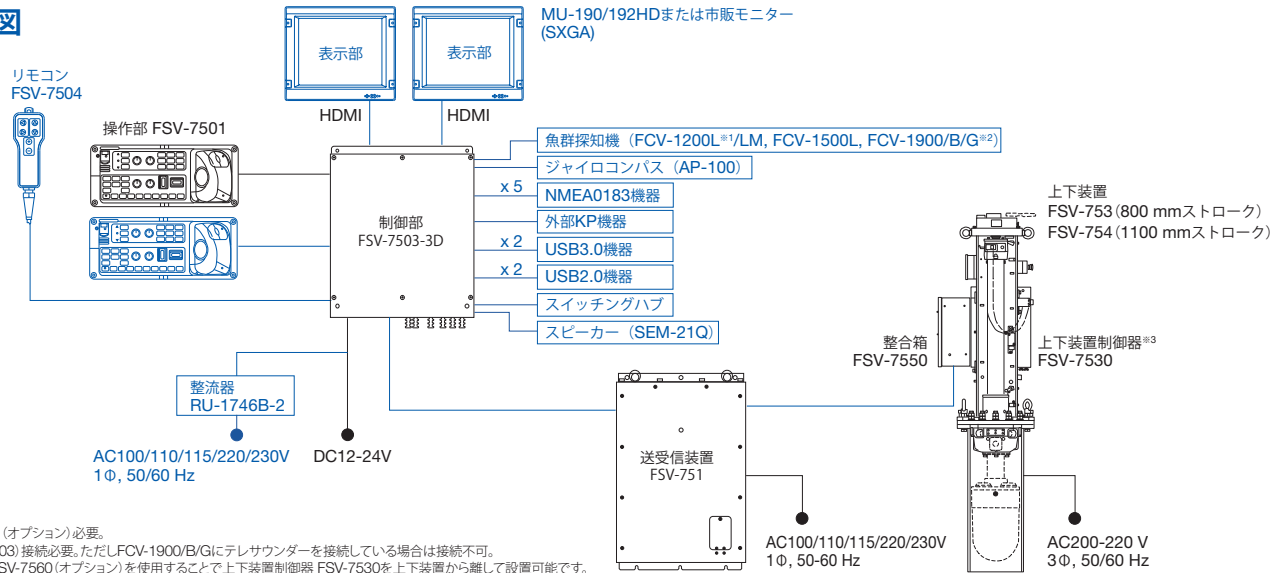 図
MU-190/192HDまたは市販モニター
(SXGA)
表示部
表示部
リモコン
FSV-7504
HDMI
HDMI
操作部 FSV-7501
魚群探知機（FCV-1200L※1/LM, FCV-1500L, FCV-1900/B/G※2）
ジャイロコンパス（AP-100）
x 5
NMEA0183機器
制御部
FSV-7503-3D
外部KP機器
x 2
USB3.0機器
x 2
USB2.0機器
スイッチングハブ
スピーカー（SEM-21Q）
上下装置
FSV-753（800 mmストローク）
FSV-754（1100 mmストローク）
整合箱
FSV-7550
上下装置制御器※3
FSV-7530
整流器
RU-1746B-2
AC100/110/115/220/230V
1Φ, 50/60 Hz
DC12-24V
送受信装置
FSV-751
AC100/110/115/220/230V
1Φ, 50-60 Hz
AC200-220 V
3Φ, 50/60 Hz
（オプション）必要。
03）接続必要。ただしFCV-1900/B/Gにテレサウンダーを接続している場合は接続不可。
SV-7560（オプション）を使用することで上下装置制御器 FSV-7530を上下装置から離して設置可能です。